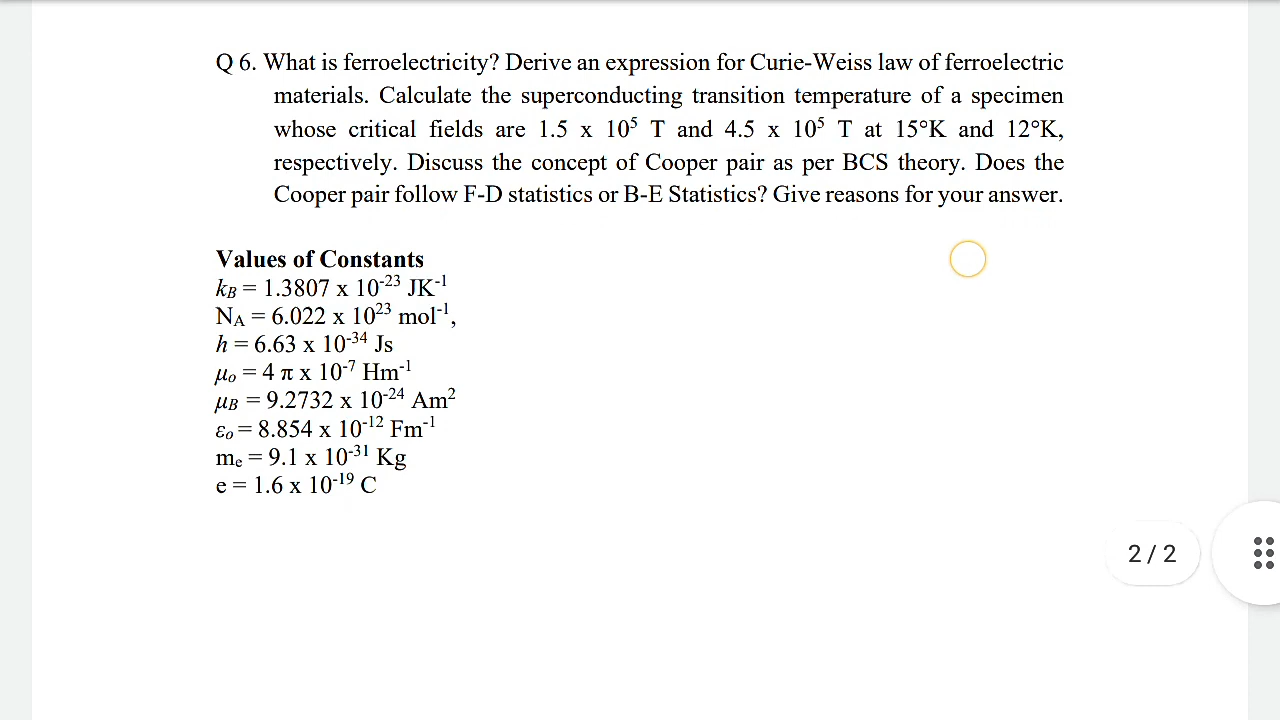 Q 6. What is ferroelectricity? Derive an expression for Curie-Weiss law of ferroelectric
materials. Calculate the superconducting transition temperature of a specimen
whose critical fields are 1.5 x 10⁵ T and 4.5 x 10⁵ T at 15°K and 12°K,
respectively. Discuss the concept of Cooper pair as per BCS theory. Does the
Cooper pair follow F-D statistics or B-E Statistics? Give reasons for your answer.
Values of Constants
k_B = 1.3807 x 10⁻²³ JK⁻¹
N_A = 6.022 x 10²³ mol⁻¹,
h = 6.63 x 10⁻³⁴ Js
μₒ = 4 π x 10⁻⁷ Hm⁻¹
μ_B = 9.2732 x 10⁻²⁴ Am²
εₒ = 8.854 x 10⁻¹² Fm⁻¹
mₑ = 9.1 x 10⁻³¹ Kg
e = 1.6 x 10⁻¹⁹ C
2 / 2